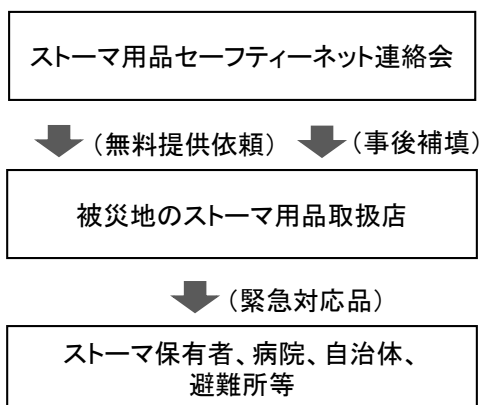 ストーマ用品セーフティーネット連絡会
（無料提供依頼） （事後補填）
被災地のストーマ用品取扱店
（緊急対応品）
ストーマ保有者、病院、自治体、
避難所等